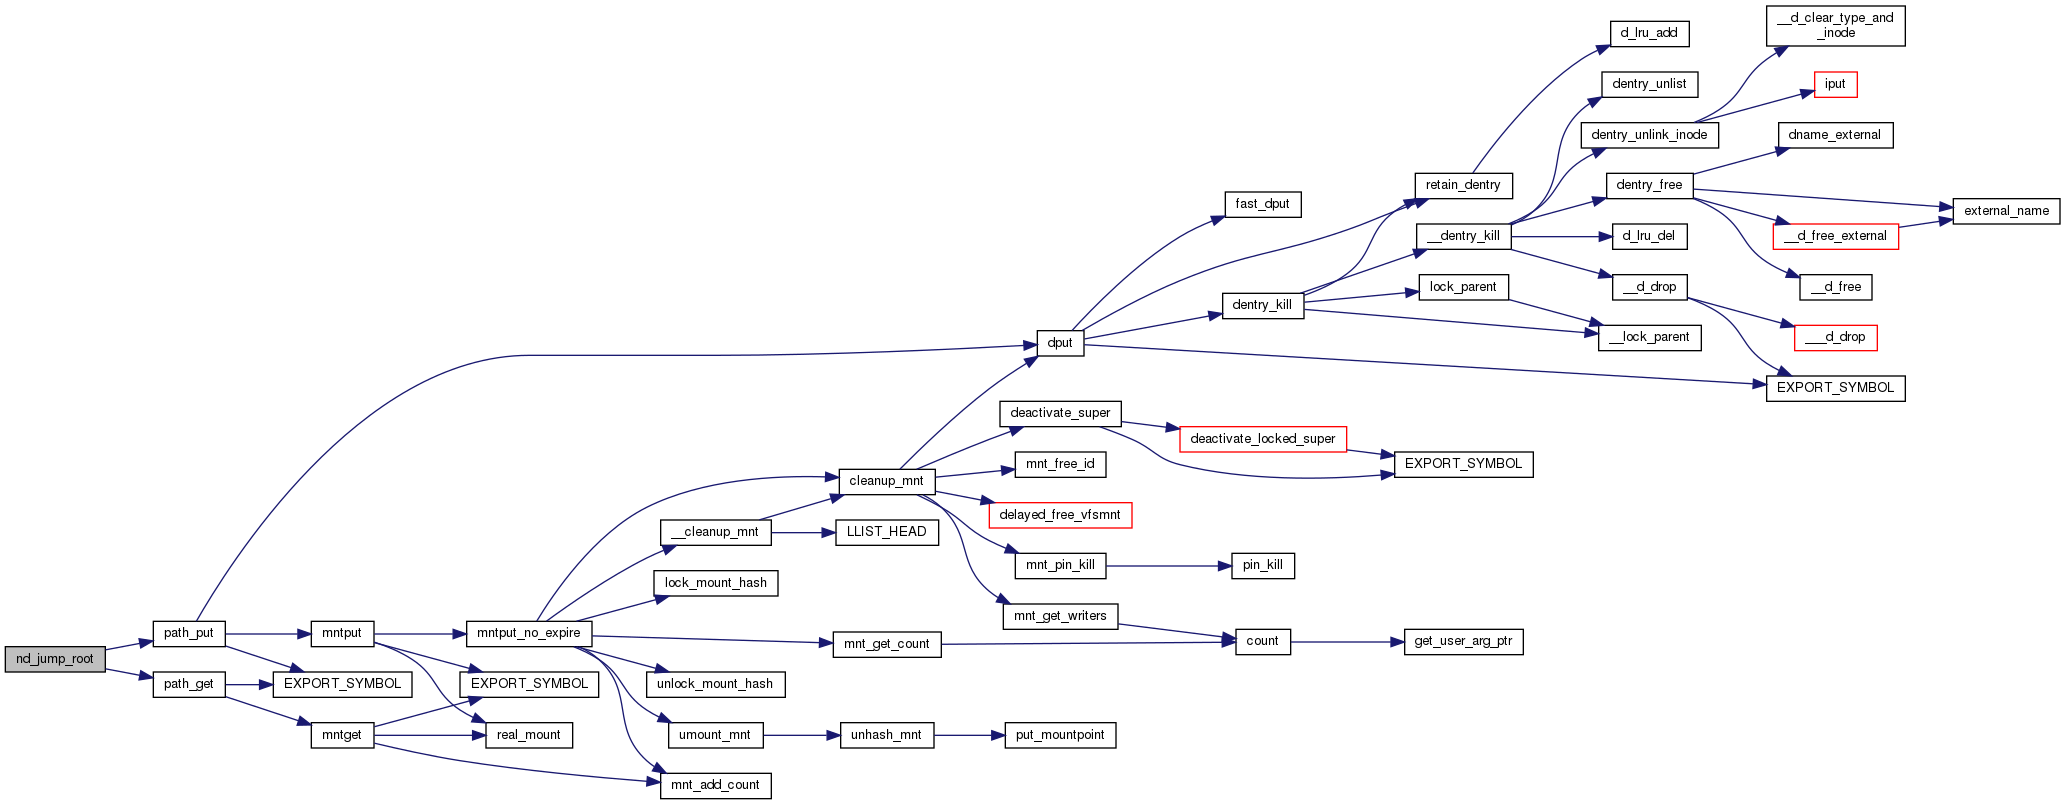 d_lru_add
__d_clear_type_and
_inode
dentry_unlist
iput
dentry_unlink_inode
dname_external
retain_dentry
dentry_free
fast_dput
external_name
__dentry_kill
d_lru_del
__d_free_external
lock_parent
__d_drop
__d_free
dentry_kill
dput
__lock_parent
___d_drop
EXPORT_SYMBOL
deactivate_super
deactivate_locked_super
mnt_free_id
EXPORT_SYMBOL
cleanup_mnt
delayed_free_vfsmnt
__cleanup_mnt
LLIST_HEAD
mnt_pin_kill
pin_kill
lock_mount_hash
mnt_get_writers
path_put
mntput
mntput_no_expire
mnt_get_count
count
get_user_arg_ptr
nd_jump_root
path_get
EXPORT_SYMBOL
EXPORT_SYMBOL
unlock_mount_hash
mntget
real_mount
umount_mnt
unhash_mnt
put_mountpoint
mnt_add_count